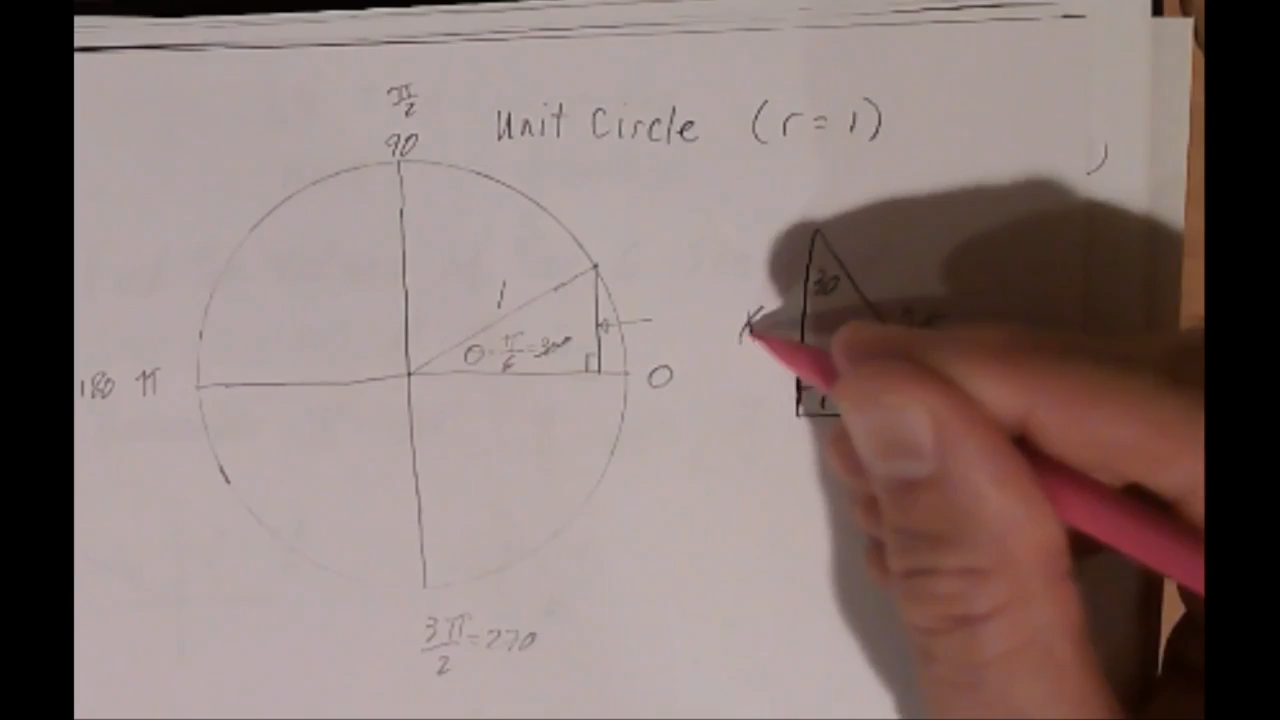 π/2
90
Unit Circle (r = 1)
30
1
θ = π/6 = 30
180 π
0
3π/2 = 270